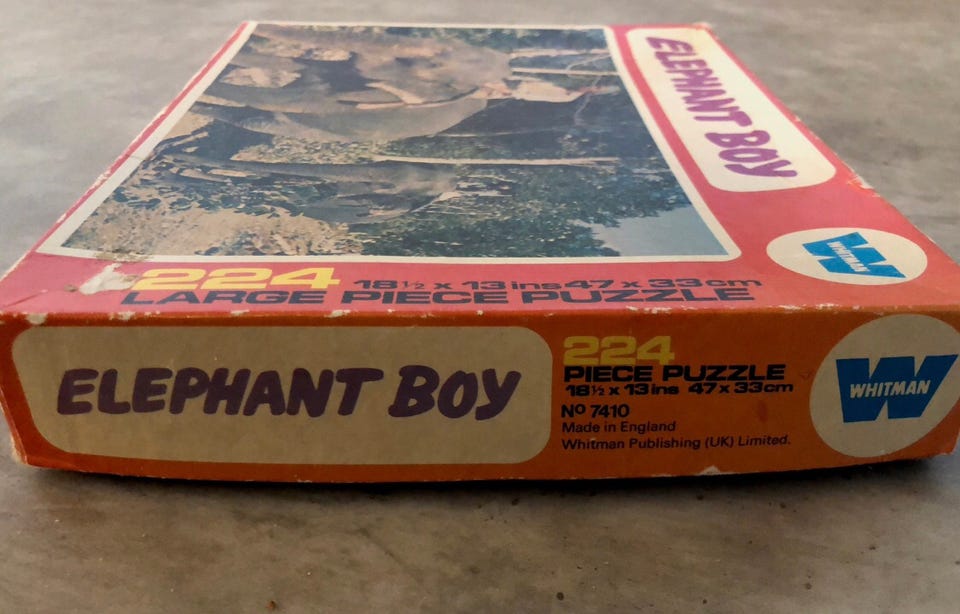 ELEPHANT BOY
WHITMAN
224 18½ x 13 ins 47 x 33 cm
LARGE PIECE PUZZLE
ELEPHANT BOY
224
PIECE PUZZLE
18½ x 13 ins 47 x 33 cm
Nº 7410
Made in England
Whitman Publishing (UK) Limited.
WHITMAN